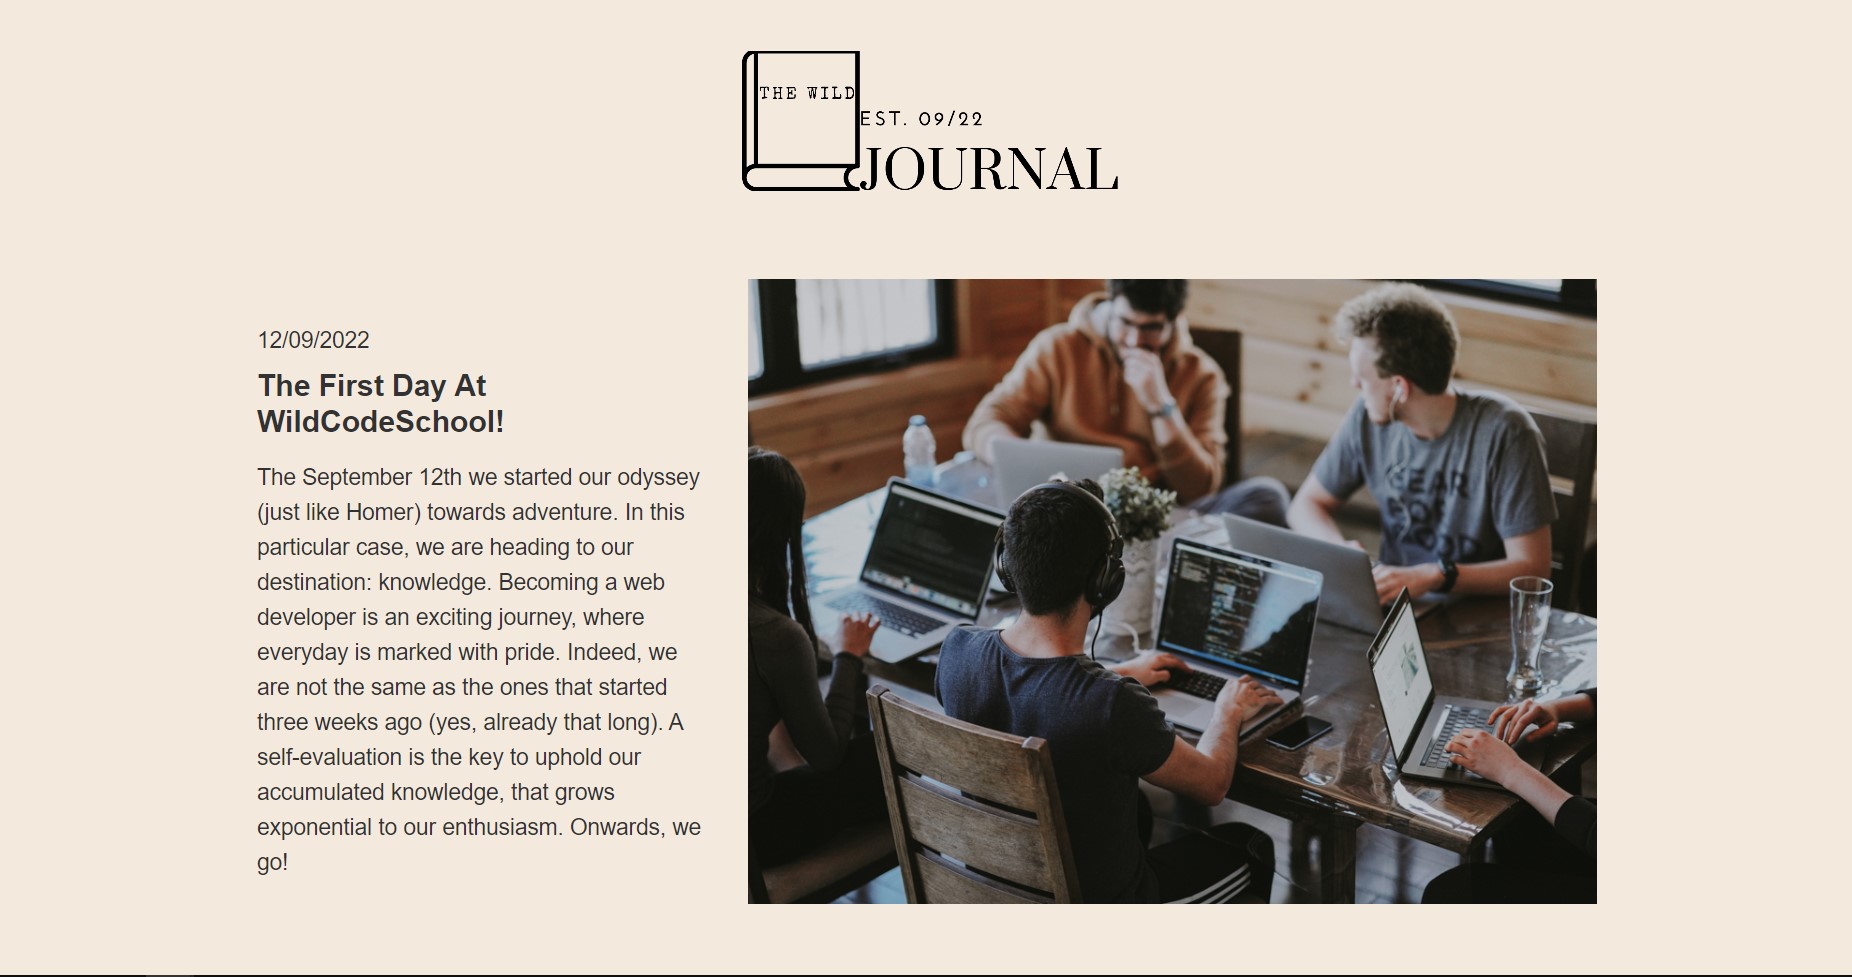 THE WILD
EST. 09/22
JOURNAL
12/09/2022
The First Day At
WildCodeSchool!
The September 12th we started our odyssey
(just like Homer) towards adventure. In this
particular case, we are heading to our
destination: knowledge. Becoming a web
developer is an exciting journey, where
everyday is marked with pride. Indeed, we
are not the same as the ones that started
three weeks ago (yes, already that long). A
self-evaluation is the key to uphold our
accumulated knowledge, that grows
exponential to our enthusiasm. Onwards, we
go!